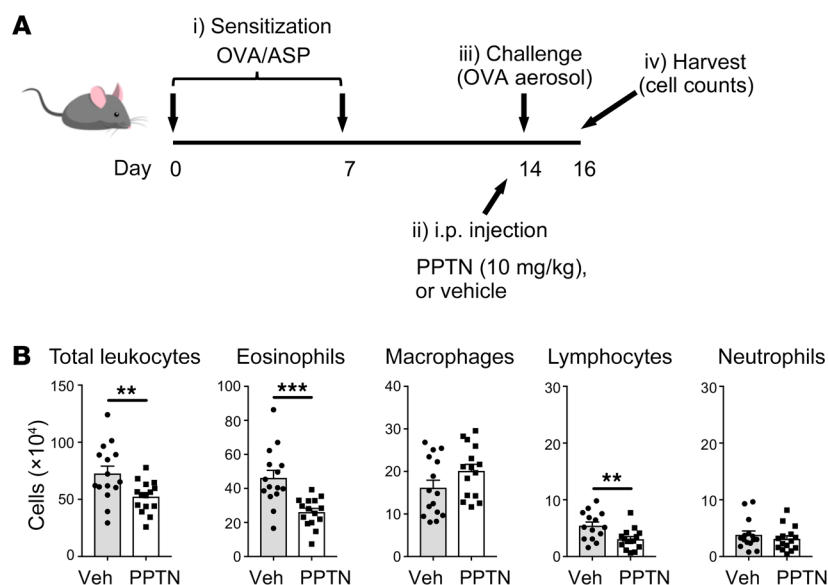 A
i) Sensitization
OVA/ASP
iii) Challenge
(OVA aerosol)
iv) Harvest
(cell counts)
Day 0 7 14 16
ii) i.p. injection
PPTN (10 mg/kg),
or vehicle
B
Total leukocytes
Cells (×10⁴)
150
100
50
0
**
Veh PPTN
Eosinophils
100
80
60
40
20
0
***
Veh PPTN
Macrophages
40
30
20
10
0
Veh PPTN
Lymphocytes
30
20
10
0
**
Veh PPTN
Neutrophils
30
20
10
0
Veh PPTN